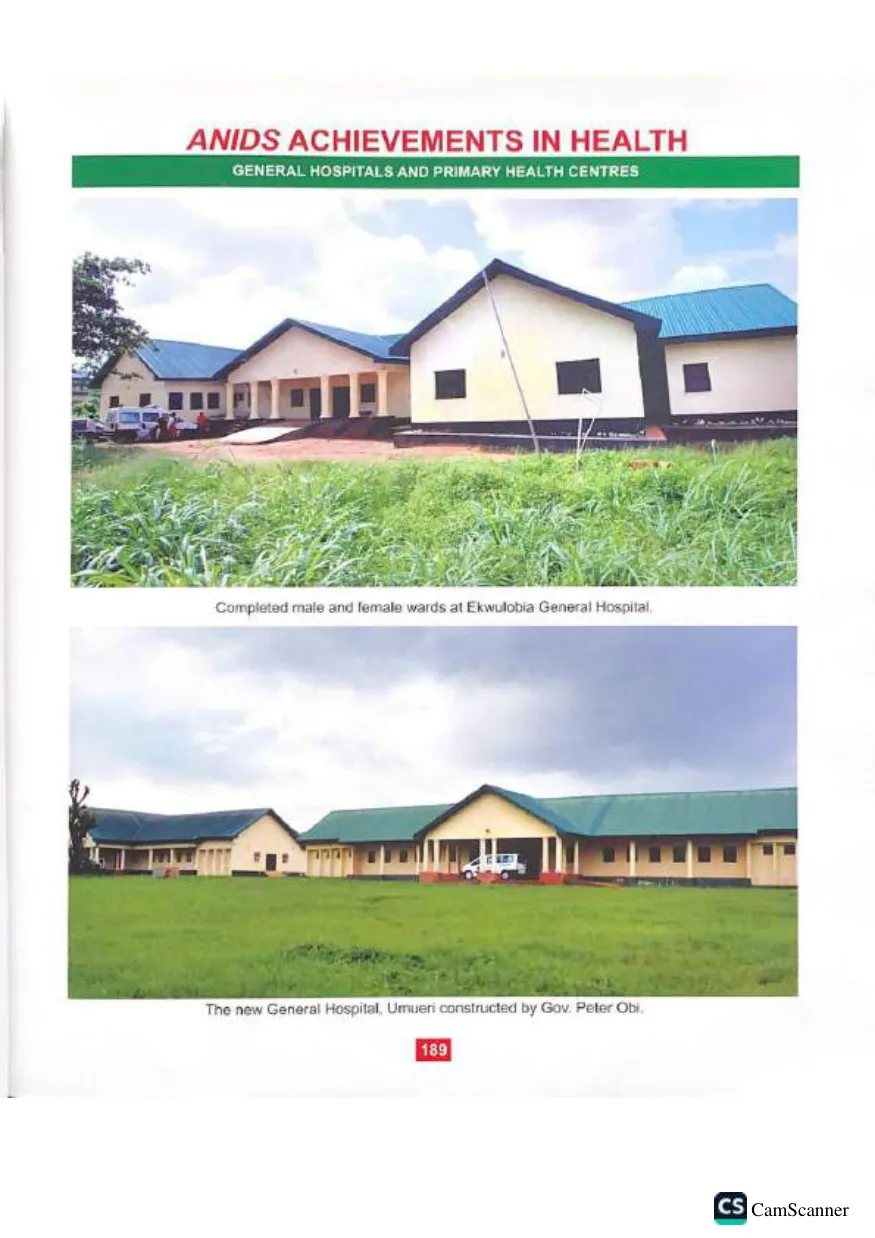 ANIDS ACHIEVEMENTS IN HEALTH
GENERAL HOSPITALS AND PRIMARY HEALTH CENTRES
Completed male and female wards at Ekwulobia General Hospital.
The new General Hospital, Umueri constructed by Gov. Peter Obi.
189
CS CamScanner